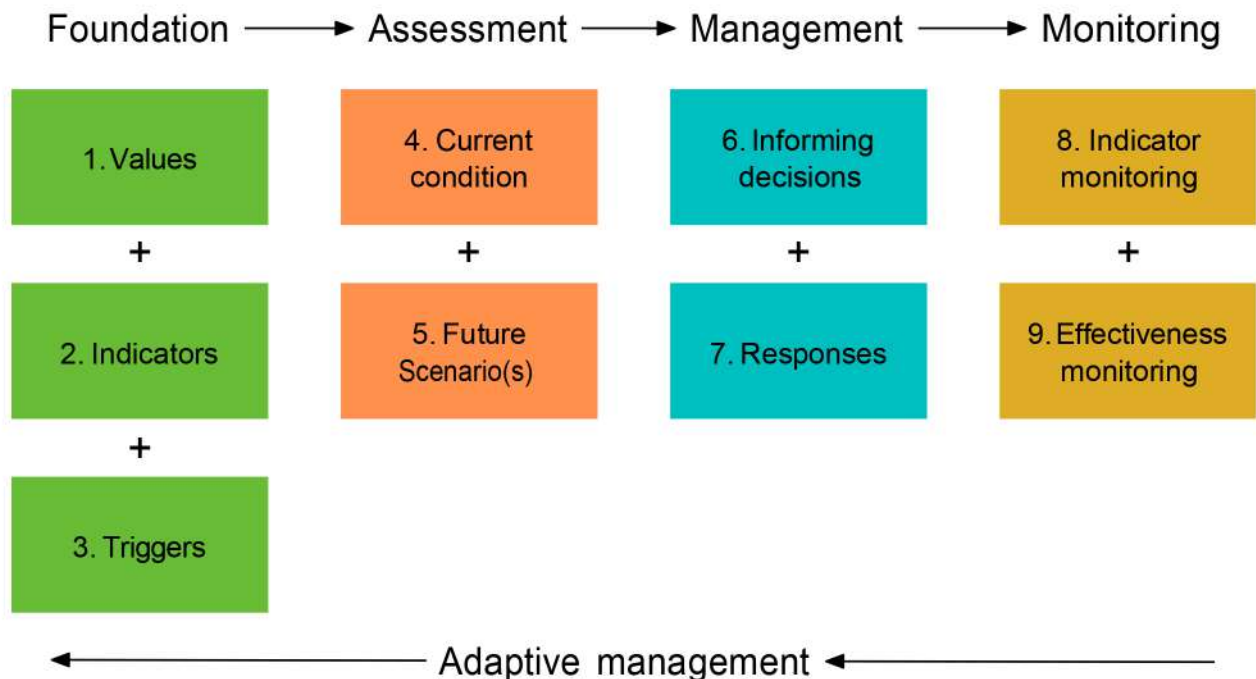 Foundation → Assessment → Management → Monitoring
1. Values
+
2. Indicators
+
3. Triggers
4. Current
condition
+
5. Future
Scenario(s)
6. Informing
decisions
+
7. Responses
8. Indicator
monitoring
+
9. Effectiveness
monitoring
Adaptive management